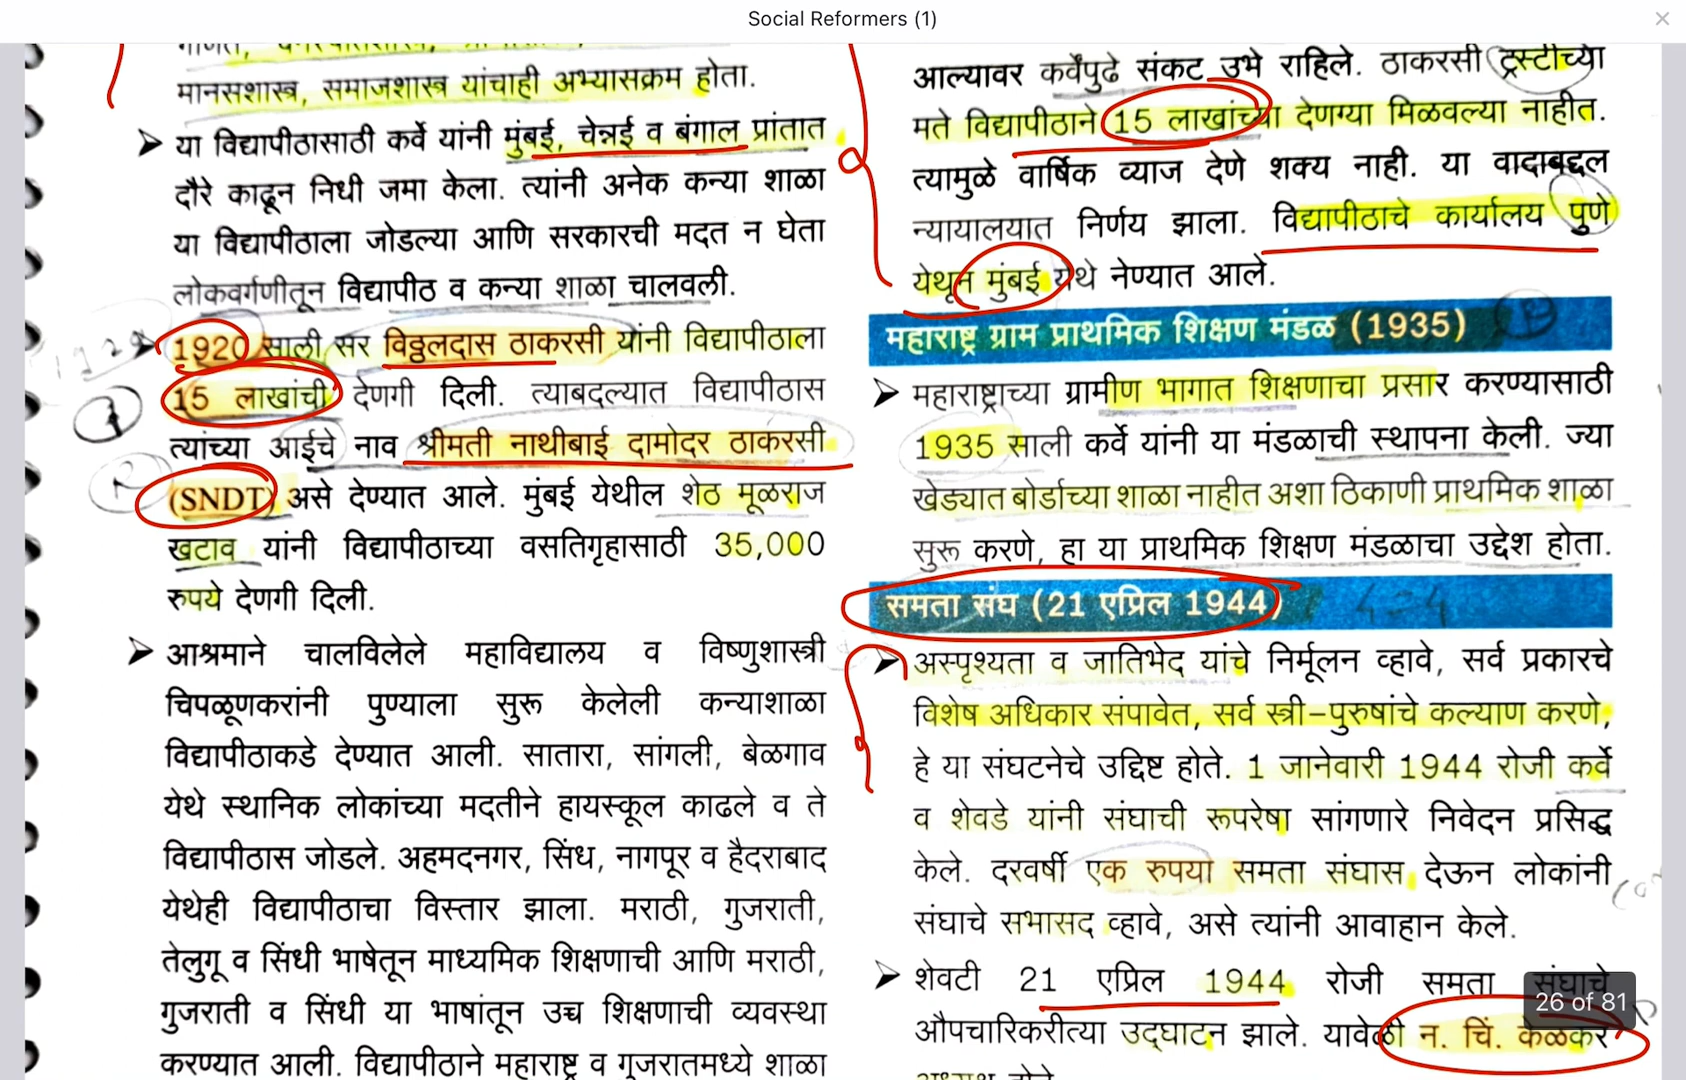 Social Reformers (1)
मानसशास्त्र, समाजशास्त्र यांचाही अभ्यासक्रम होता.
या विद्यापीठासाठी कर्वे यांनी मुंबई, चेन्नई व बंगाल प्रांतात
दौरे काढून निधी जमा केला. त्यांनी अनेक कन्या शाळा
या विद्यापीठाला जोडल्या आणि सरकारची मदत न घेता
लोकवर्गणीतून विद्यापीठ व कन्या शाळा चालवली.
1920 साली सर विठ्ठलदास ठाकरसी यांनी विद्यापीठाला
15 लाखांची देणगी दिली. त्याबदल्यात विद्यापीठास
त्यांच्या आईचे नाव श्रीमती नाथीबाई दामोदर ठाकरसी
(SNDT) असे देण्यात आले. मुंबई येथील शेठ मूळराज
खटाव यांनी विद्यापीठाच्या वसतिगृहासाठी 35,000
रुपये देणगी दिली.
आश्रमाने चालविलेले महाविद्यालय व विष्णुशास्त्री
चिपळूणकरांनी पुण्याला सुरू केलेली कन्याशाळा
विद्यापीठाकडे देण्यात आली. सातारा, सांगली, बेळगाव
येथे स्थानिक लोकांच्या मदतीने हायस्कूल काढले व ते
विद्यापीठास जोडले. अहमदनगर, सिंध, नागपूर व हैदराबाद
येथेही विद्यापीठाचा विस्तार झाला. मराठी, गुजराती,
तेलुगू व सिंधी भाषेतून माध्यमिक शिक्षणाची आणि मराठी,
गुजराती व सिंधी या भाषांतून उच्च शिक्षणाची व्यवस्था
करण्यात आली. विद्यापीठाने महाराष्ट्र व गुजरातमध्ये शाळा
आल्यावर कर्वेंपुढे संकट उभे राहिले. ठाकरसी ट्रस्टीच्या
मते विद्यापीठाने 15 लाखांच्या देणग्या मिळवल्या नाहीत.
त्यामुळे वार्षिक व्याज देणे शक्य नाही. या वादाबद्दल
न्यायालयात निर्णय झाला. विद्यापीठाचे कार्यालय पुणे
येथून मुंबई येथे नेण्यात आले.
महाराष्ट्र ग्राम प्राथमिक शिक्षण मंडळ (1935)
महाराष्ट्राच्या ग्रामीण भागात शिक्षणाचा प्रसार करण्यासाठी
1935 साली कर्वे यांनी या मंडळाची स्थापना केली. ज्या
खेड्यात बोर्डाच्या शाळा नाहीत अशा ठिकाणी प्राथमिक शाळा
सुरू करणे, हा या प्राथमिक शिक्षण मंडळाचा उद्देश होता.
समता संघ (21 एप्रिल 1944)
अस्पृश्यता व जातिभेद यांचे निर्मूलन व्हावे, सर्व प्रकारचे
विशेष अधिकार संपावेत, सर्व स्त्री-पुरुषांचे कल्याण करणे,
हे या संघटनेचे उद्दिष्ट होते. 1 जानेवारी 1944 रोजी कर्वे
व शेवडे यांनी संघाची रूपरेषा सांगणारे निवेदन प्रसिद्ध
केले. दरवर्षी एक रुपया समता संघास देऊन लोकांनी
संघाचे सभासद व्हावे, असे त्यांनी आवाहान केले.
शेवटी 21 एप्रिल 1944 रोजी समता संघाचे
औपचारिकरीत्या उद्घाटन झाले. यावेळी न. चिं. केळकर
26 of 81